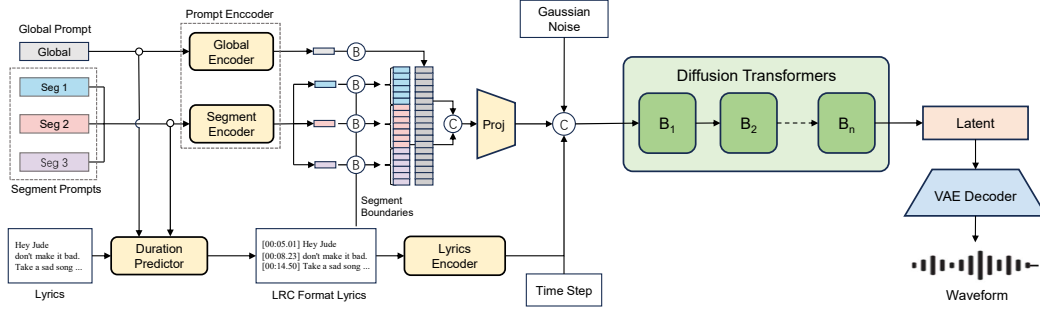 Global Prompt
Global
Seg 1
Seg 2
Seg 3
Segment Prompts
Prompt Enccoder
Global
Encoder
Segment
Encoder
B
B
B
B
Segment
Boundaries
C
Proj
Gaussian
Noise
C
Diffusion Transformers
B1
B2
Bn
Latent
VAE Decoder
Waveform
Hey Jude
don't make it bad.
Take a sad song ...
Lyrics
Duration
Predictor
[00:05.01] Hey Jude
[00:08.23] don't make it bad.
[00:14.50] Take a sad song ...
LRC Format Lyrics
Lyrics
Encoder
Time Step